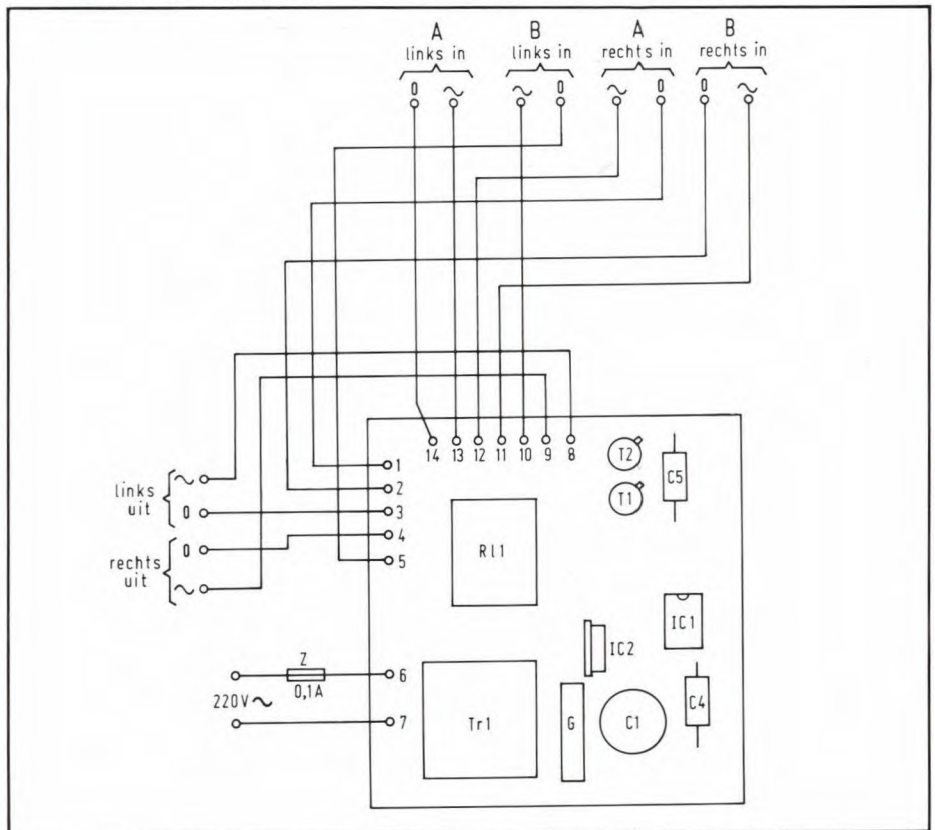 A B A B
links in links in rechts in rechts in
0 ~ ~ 0 ~ 0 0 ~
14 13 12 11 10 9 8
1
2
3
4
5
6
7
links
uit
~
0
rechts
uit
0
~
T2
T1
C5
Rl1
IC1
IC2
Z
0,1A
220V~
Tr1
G
C1
C4